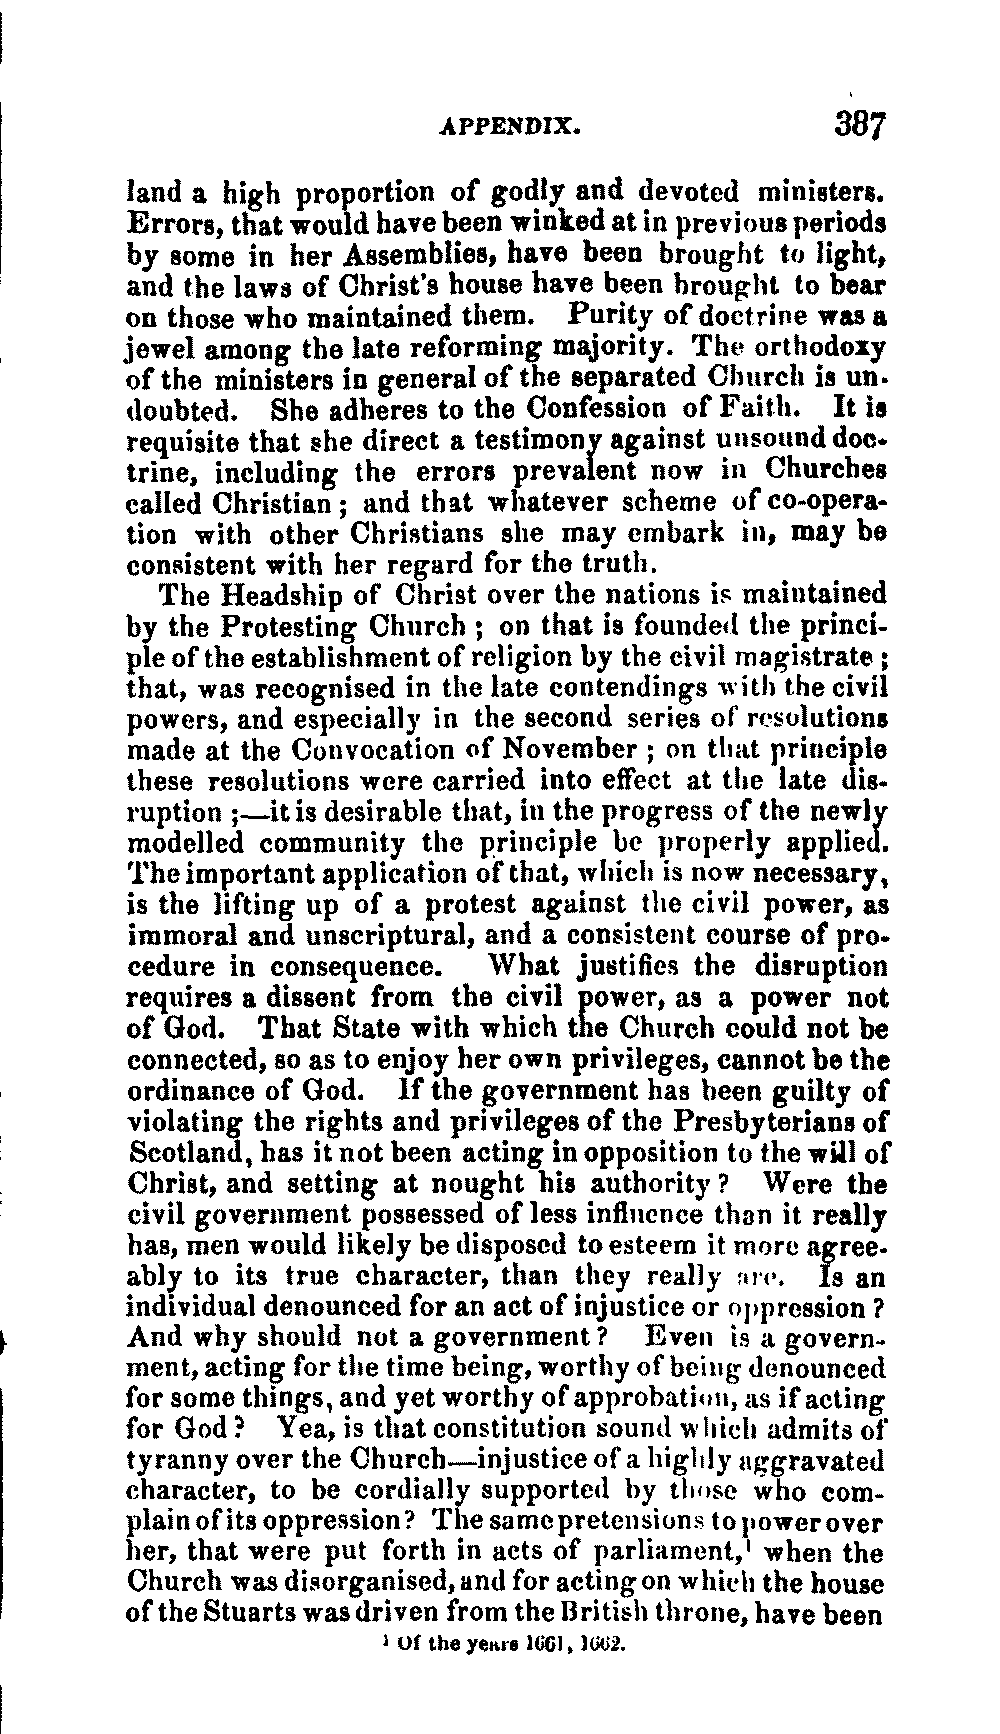 APPENDIX. 387
land a high proportion of godly and devoted ministers.
Errors, that would have been winked at in previous periods
by some in her Assemblies, have been brought to light,
and the laws of Christ's house have been brought to bear
on those who maintained them. Purity of doctrine was a
jewel among the late reforming majority. The orthodoxy
of the ministers in general of the separated Church is un-
doubted. She adheres to the Confession of Faith. It is
requisite that she direct a testimony against unsound doc-
trine, including the errors prevalent now in Churches
called Christian; and that whatever scheme of co-opera-
tion with other Christians she may embark in, may be
consistent with her regard for the truth.
The Headship of Christ over the nations is maintained
by the Protesting Church; on that is founded the princi-
ple of the establishment of religion by the civil magistrate;
that, was recognised in the late contendings with the civil
powers, and especially in the second series of resolutions
made at the Convocation of November; on that principle
these resolutions were carried into effect at the late dis-
ruption;—it is desirable that, in the progress of the newly
modelled community the principle be properly applied.
The important application of that, which is now necessary,
is the lifting up of a protest against the civil power, as
immoral and unscriptural, and a consistent course of pro-
cedure in consequence. What justifies the disruption
requires a dissent from the civil power, as a power not
of God. That State with which the Church could not be
connected, so as to enjoy her own privileges, cannot be the
ordinance of God. If the government has been guilty of
violating the rights and privileges of the Presbyterians of
Scotland, has it not been acting in opposition to the will of
Christ, and setting at nought his authority? Were the
civil government possessed of less influence than it really
has, men would likely be disposed to esteem it more agree-
ably to its true character, than they really are. Is an
individual denounced for an act of injustice or oppression?
And why should not a government? Even is a govern-
ment, acting for the time being, worthy of being denounced
for some things, and yet worthy of approbation, as if acting
for God? Yea, is that constitution sound which admits of
tyranny over the Church—injustice of a highly aggravated
character, to be cordially supported by those who com-
plain of its oppression? The same pretensions to power over
her, that were put forth in acts of parliament,¹ when the
Church was disorganised, and for acting on which the house
of the Stuarts was driven from the British throne, have been
¹ Of the years 1661, 1662.